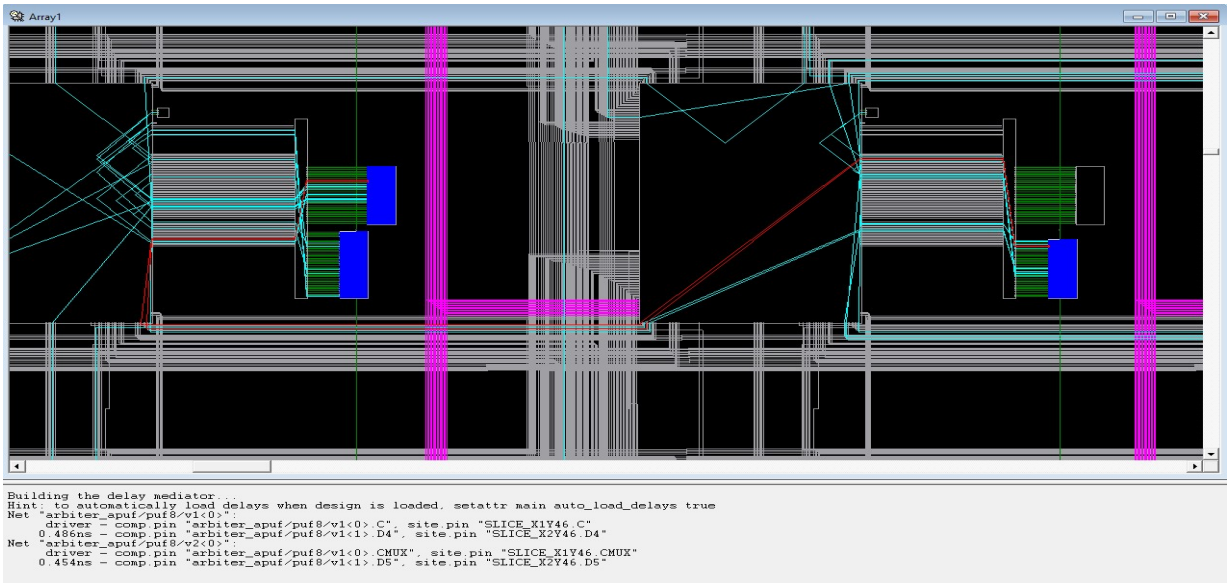 Array1
Building the delay mediator...
Hint: to automatically load delays when design is loaded, setattr main auto_load_delays true
Net "arbiter_apuf/puf8/v1<0>":
driver - comp.pin "arbiter_apuf/puf8/v1<0>.C", site.pin "SLICE_X1Y46.C"
0.486ns - comp.pin "arbiter_apuf/puf8/v1<1>.D4", site.pin "SLICE_X2Y46.D4"
Net "arbiter_apuf/puf8/v2<0>":
driver - comp.pin "arbiter_apuf/puf8/v1<0>.CMUX", site.pin "SLICE_X1Y46.CMUX"
0.454ns - comp.pin "arbiter_apuf/puf8/v1<1>.D5", site.pin "SLICE_X2Y46.D5"